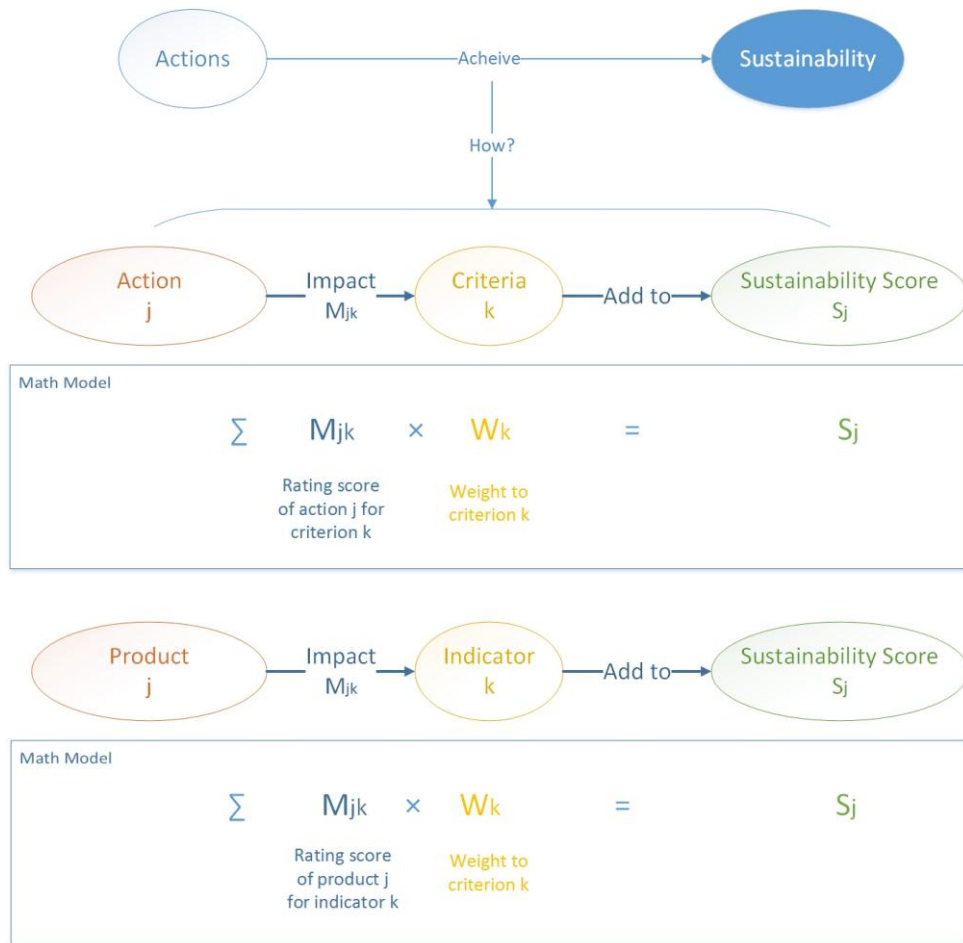 Actions
Acheive
Sustainability
How?
Action
j
Impact
Mjk
Criteria
k
Add to
Sustainability Score
Sj
Math Model
∑ Mjk × Wk = Sj
Rating score
of action j for
criterion k
Weight to
criterion k
Product
j
Impact
Mjk
Indicator
k
Add to
Sustainability Score
Sj
Math Model
∑ Mjk × Wk = Sj
Rating score
of product j
for indicator k
Weight to
criterion k